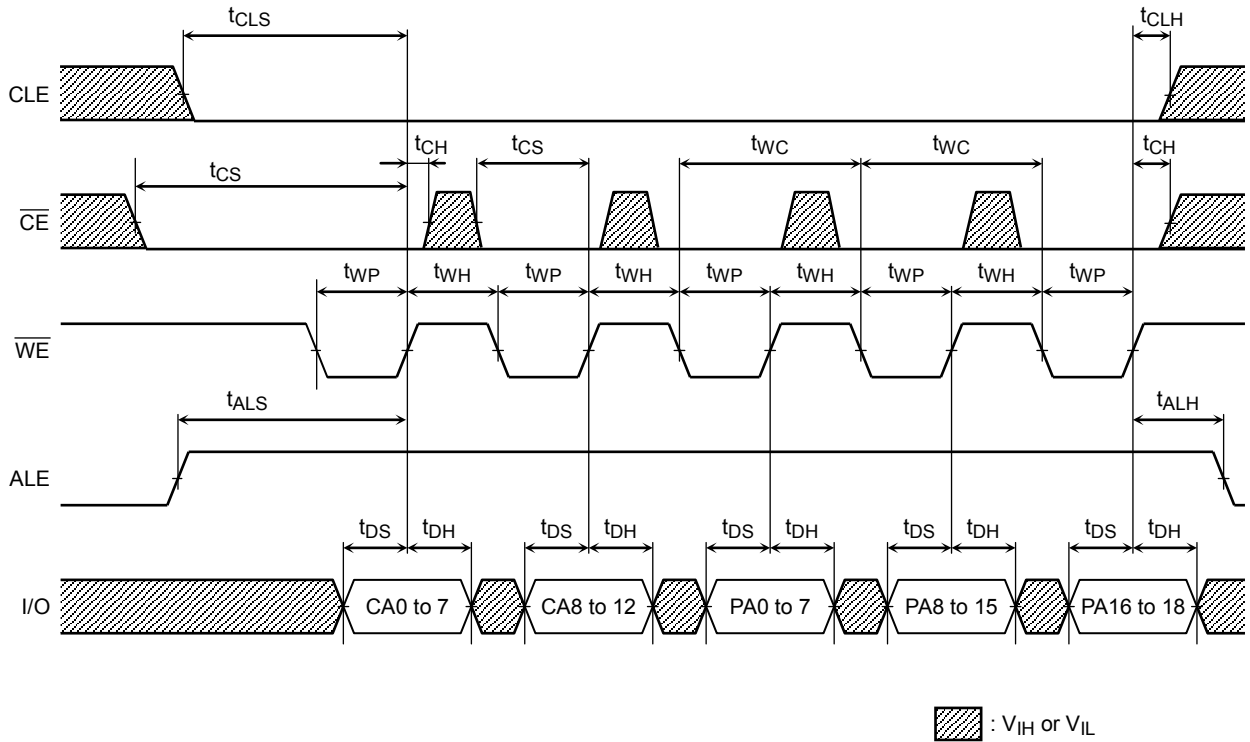 tCLS tCLH
CLE
tCH tCS tWC tWC tCH
tCS
CE
tWP tWH tWP tWH tWP tWH tWP tWH tWP
WE
tALS tALH
ALE
tDS tDH tDS tDH tDS tDH tDS tDH tDS tDH
I/O CA0 to 7 CA8 to 12 PA0 to 7 PA8 to 15 PA16 to 18
: VIH or VIL